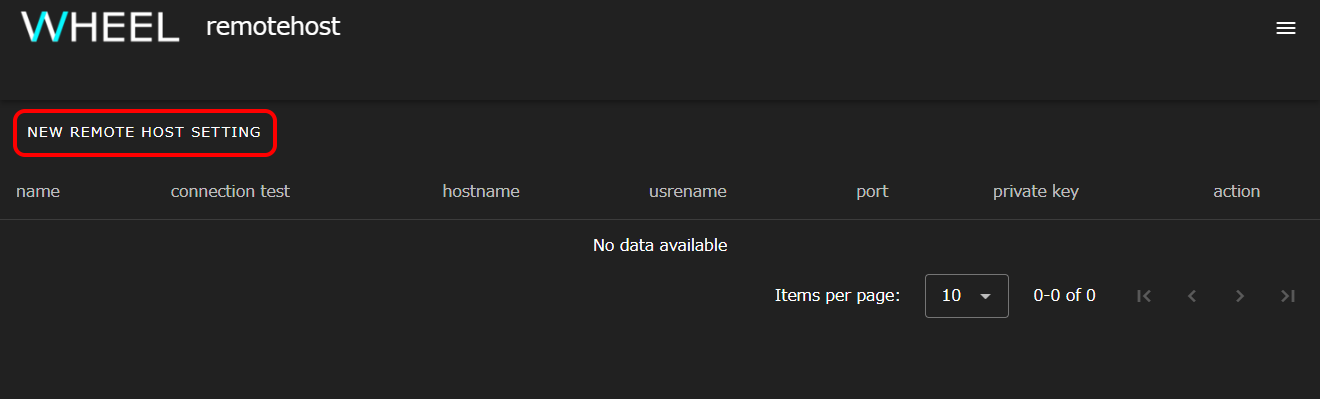 WHEEL remotehost
NEW REMOTE HOST SETTING
name connection test hostname usrename port private key action
No data available
Items per page: 10 0-0 of 0